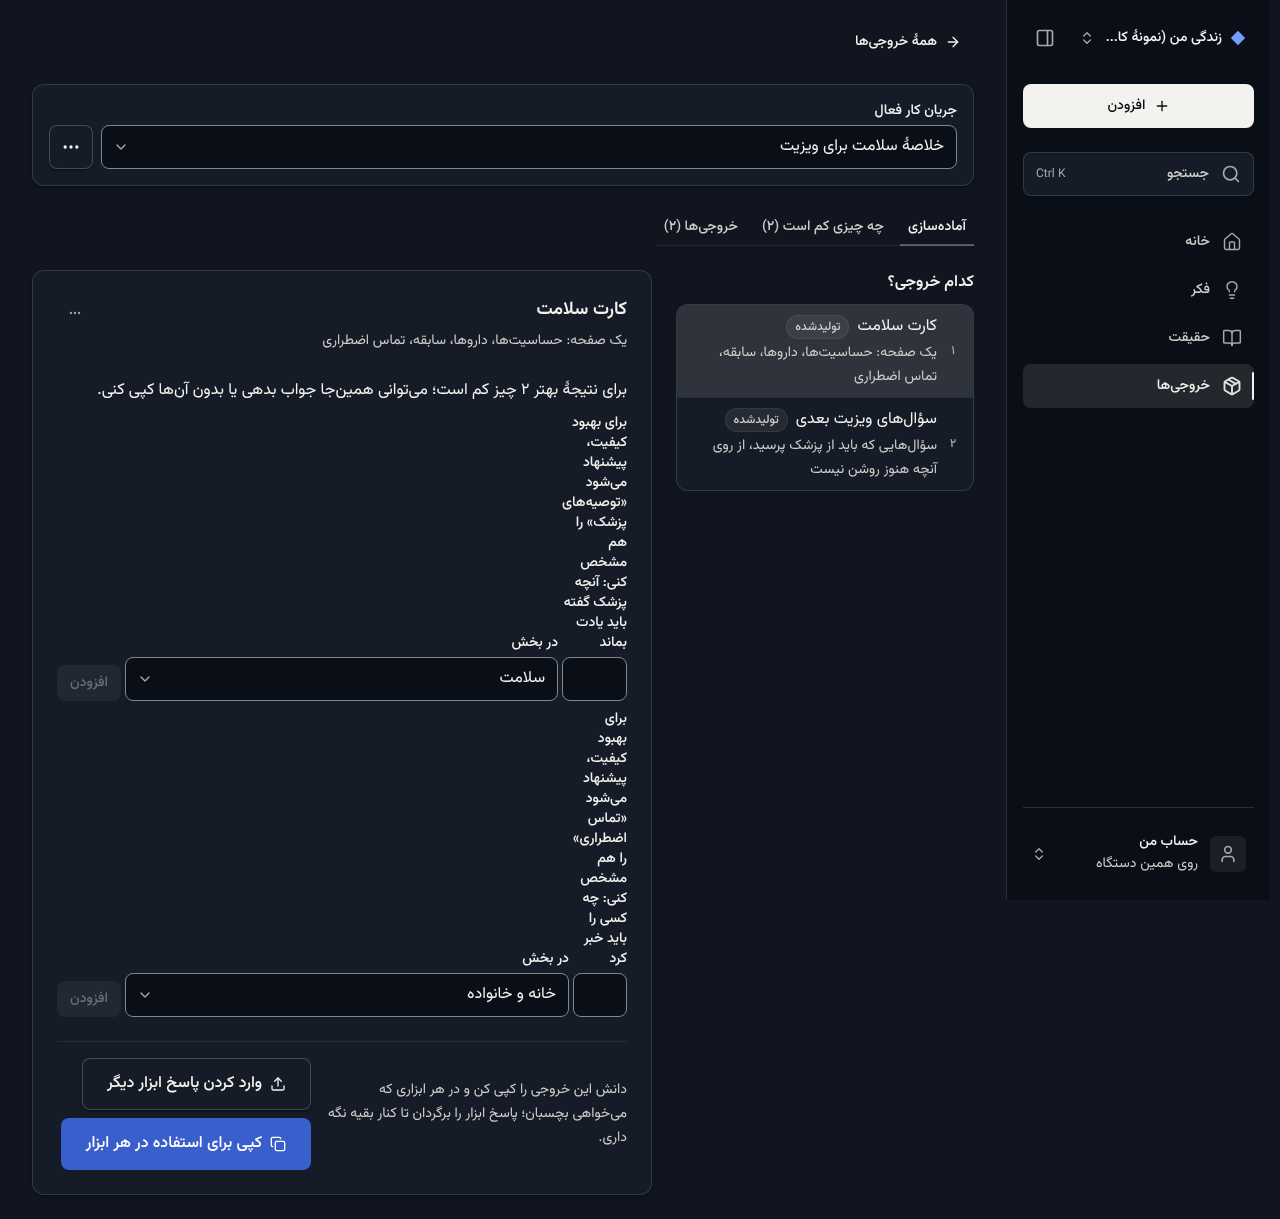 زندگی من (نمونهٔ کا...
افزودن
جستجو
Ctrl K
خانه
فکر
حقیقت
خروجی‌ها
حساب من
روی همین دستگاه
همهٔ خروجی‌ها
جریان کار فعال
خلاصهٔ سلامت برای ویزیت
آماده‌سازی
چه چیزی کم است (۲)
خروجی‌ها (۲)
کدام خروجی؟
کارت سلامت
تولیدشده
۱
یک صفحه: حساسیت‌ها، داروها، سابقه،
تماس اضطراری
سؤال‌های ویزیت بعدی
تولیدشده
۲
سؤال‌هایی که باید از پزشک پرسید، از روی
آنچه هنوز روشن نیست
کارت سلامت
...
یک صفحه: حساسیت‌ها، داروها، سابقه، تماس اضطراری
برای نتیجهٔ بهتر ۲ چیز کم است؛ می‌توانی همین‌جا جواب بدهی یا بدون آن‌ها کپی کنی.
برای بهبود
کیفیت،
پیشنهاد
می‌شود
«توصیه‌های
پزشک» را
هم
مشخص
کنی: آنچه
پزشک گفته
باید یادت
بماند
در بخش
سلامت
افزودن
برای
بهبود
کیفیت،
پیشنهاد
می‌شود
«تماس
اضطراری»
را هم
مشخص
کنی: چه
کسی را
باید خبر
کرد
در بخش
خانه و خانواده
افزودن
دانش این خروجی را کپی کن و در هر ابزاری که
می‌خواهی بچسبان؛ پاسخ ابزار را برگردان تا کنار بقیه نگه
داری.
وارد کردن پاسخ ابزار دیگر
کپی برای استفاده در هر ابزار